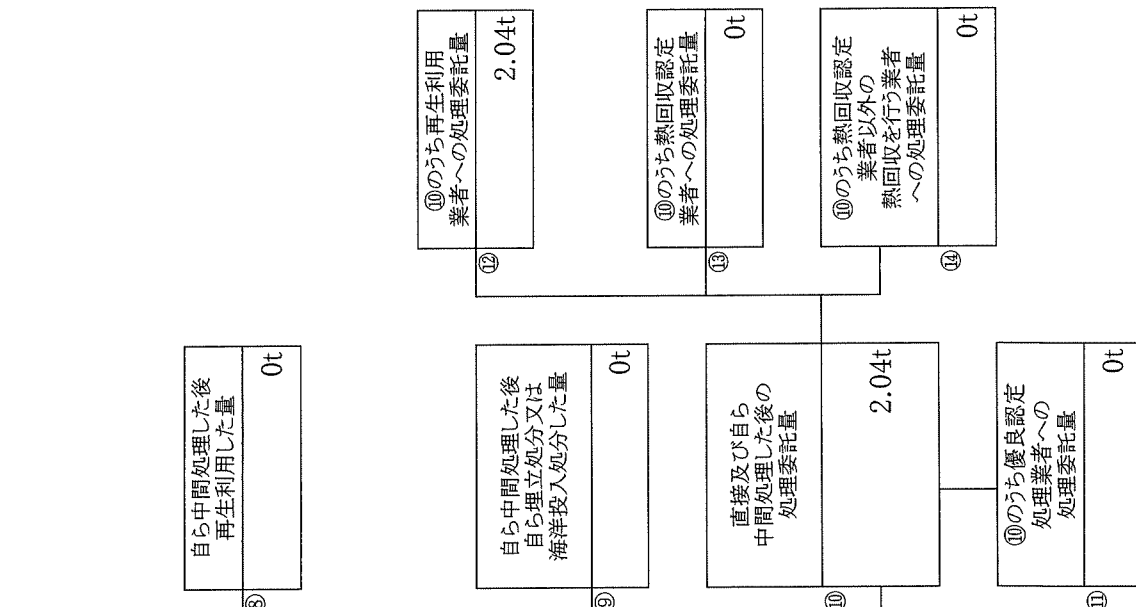 ⑧
自ら中間処理した後
再生利用した量
0t
⑨
自ら中間処理した後
自ら埋立処分又は
海洋投入処分した量
0t
⑩
直接及び自ら
中間処理した後の
処理委託量
2.04t
⑪
⑩のうち優良認定
処理業者への
処理委託量
0t
⑫
⑩のうち再生利用
業者への処理委託量
2.04t
⑬
⑩のうち熱回収認定
業者への処理委託量
0t
⑭
⑩のうち熱回収認定
業者以外の
熱回収を行う業者
への処理委託量
0t